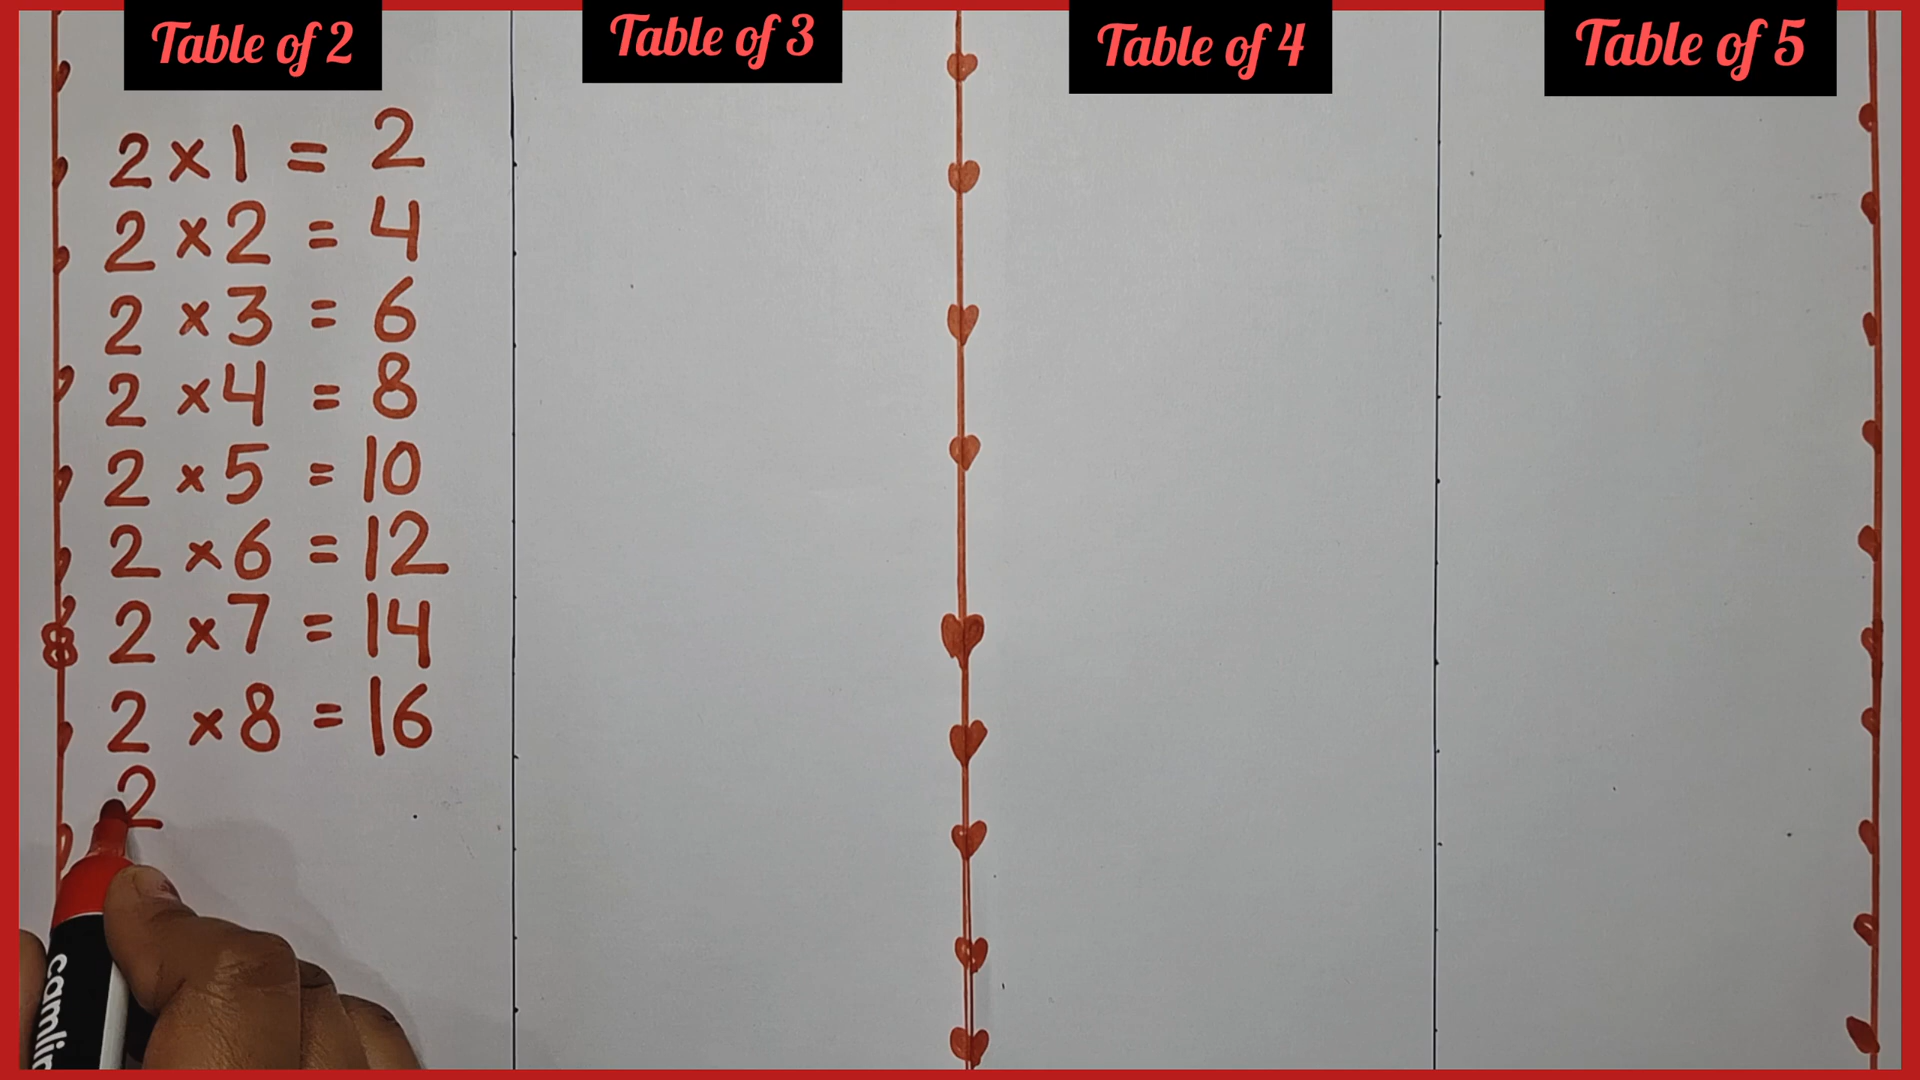 Table of 2
2 × 1 = 2
2 × 2 = 4
2 × 3 = 6
2 × 4 = 8
2 × 5 = 10
2 × 6 = 12
2 × 7 = 14
2 × 8 = 16
2
Table of 3
Table of 4
Table of 5